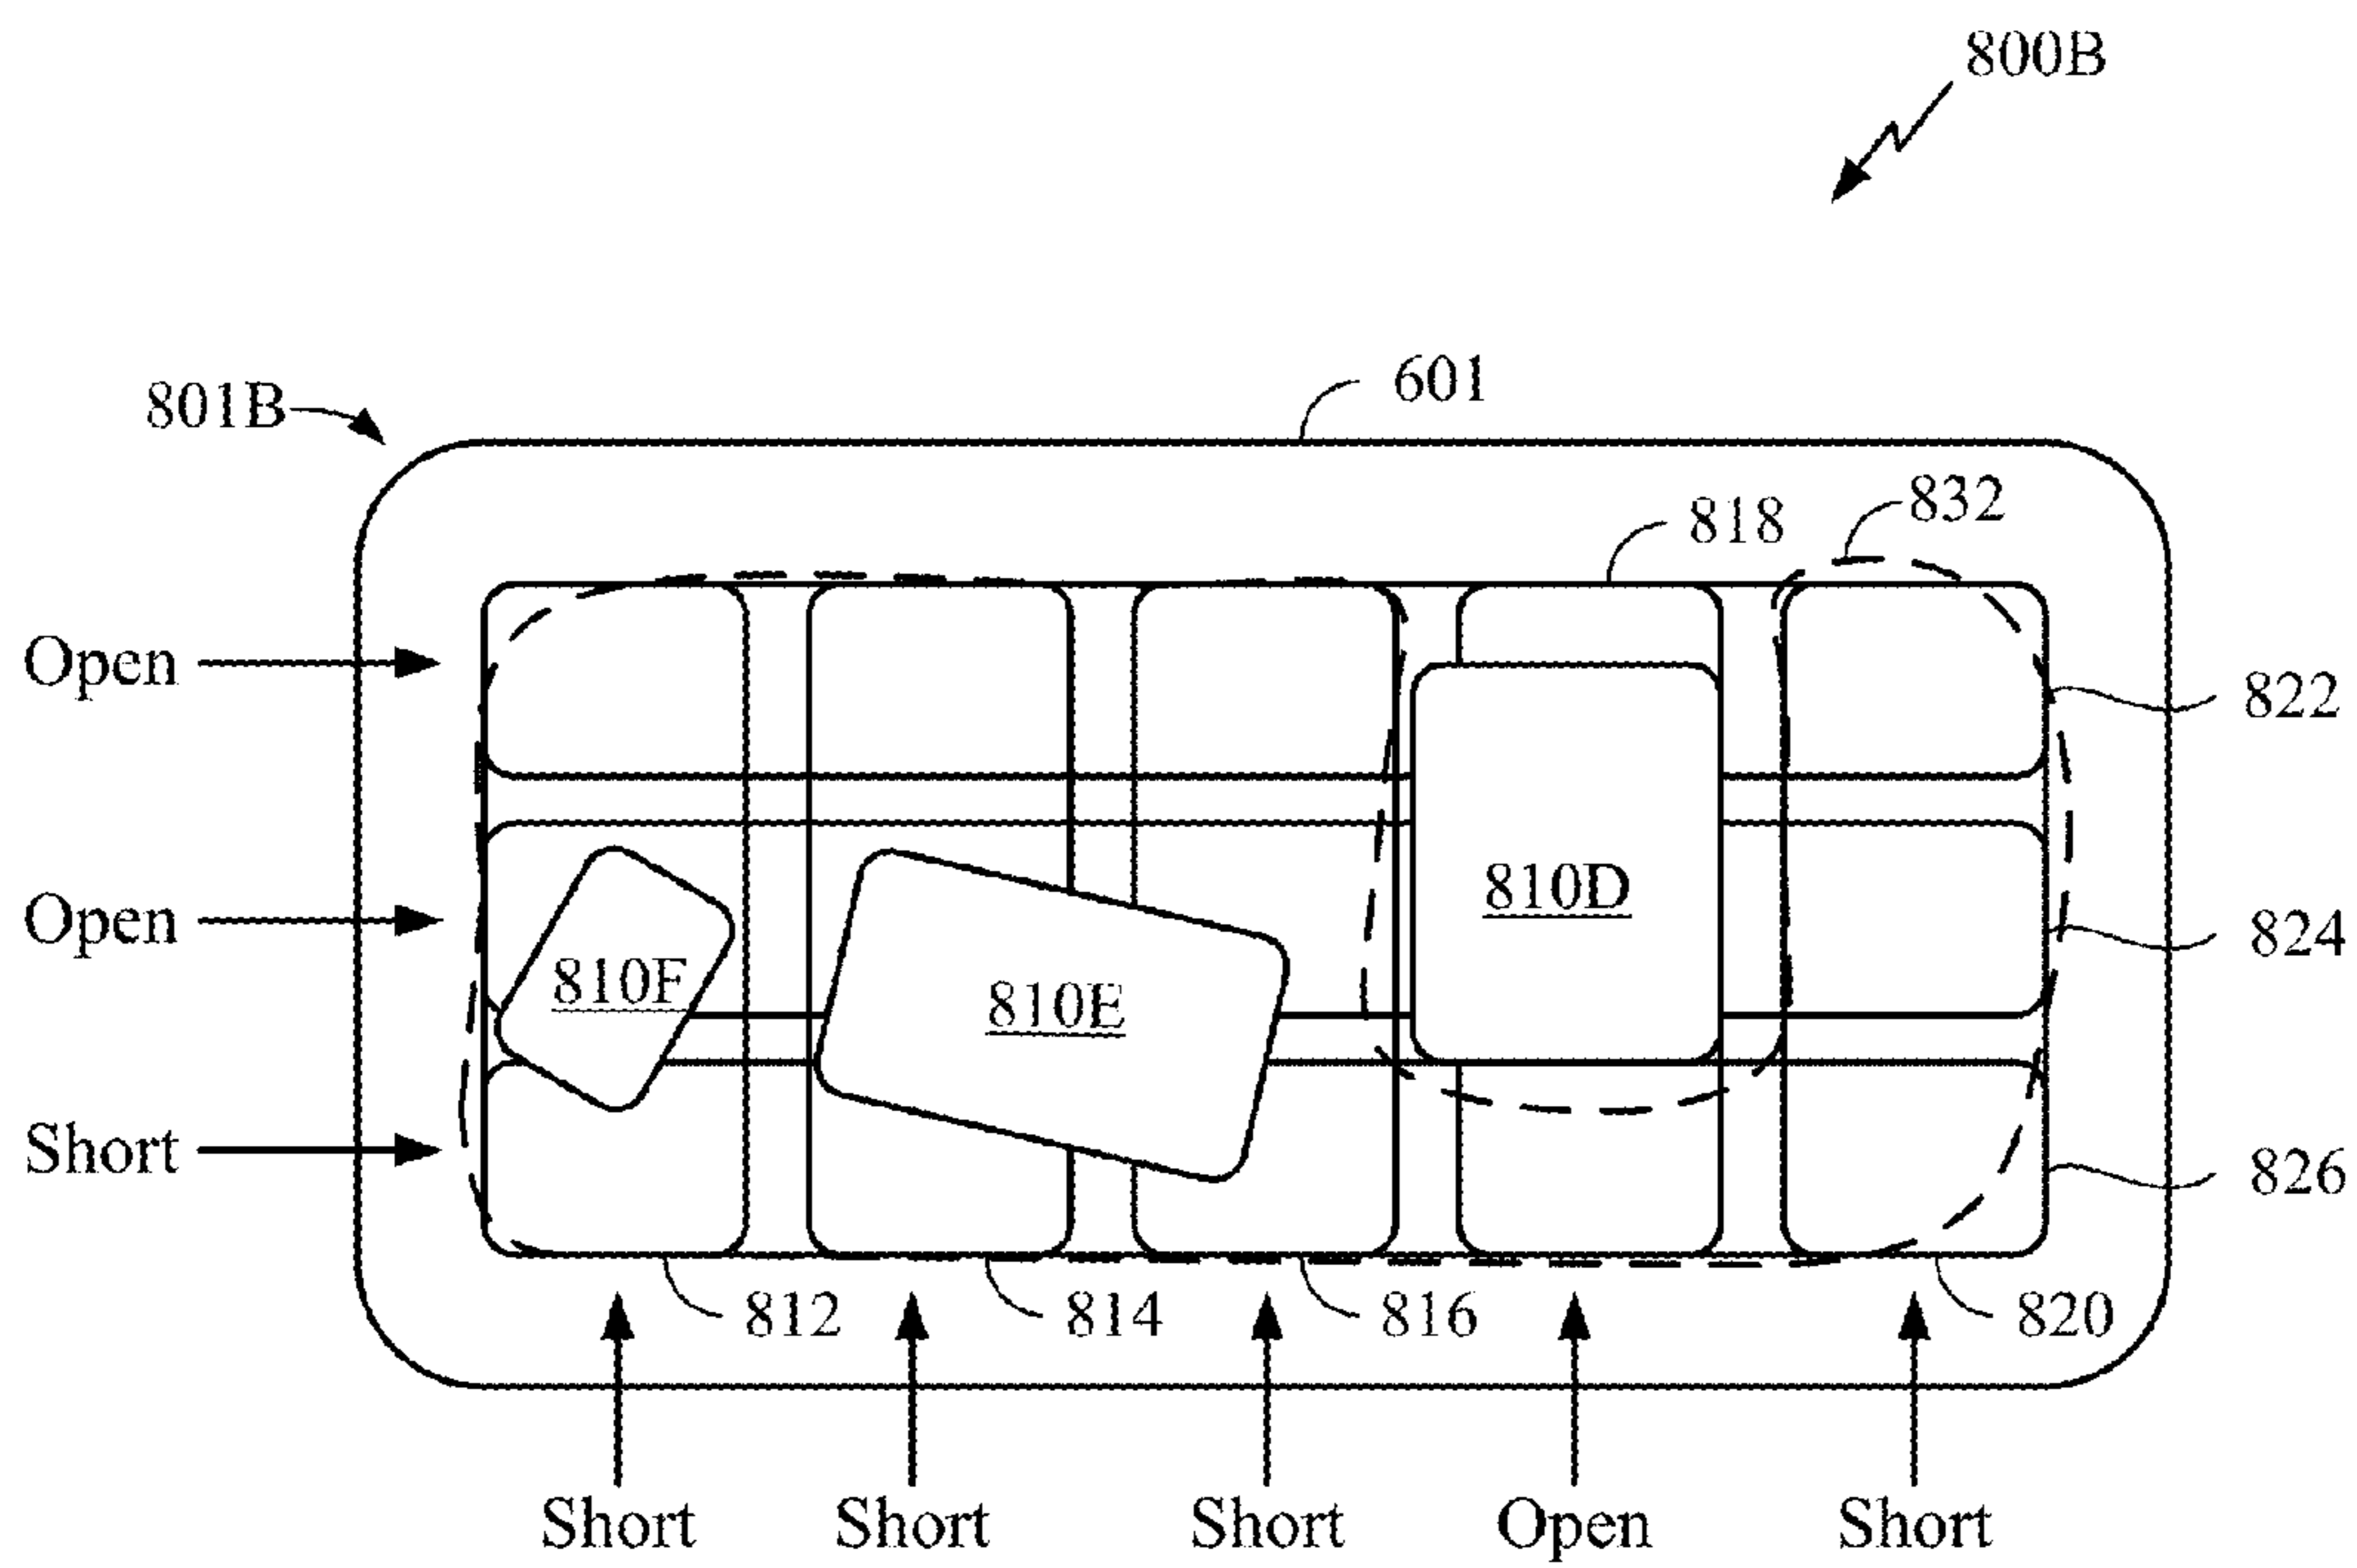 800B
601
801B
818
832
Open
822
810D
Open
824
810F
810E
Short
826
812
814
816
820
Short
Short
Short
Open
Short